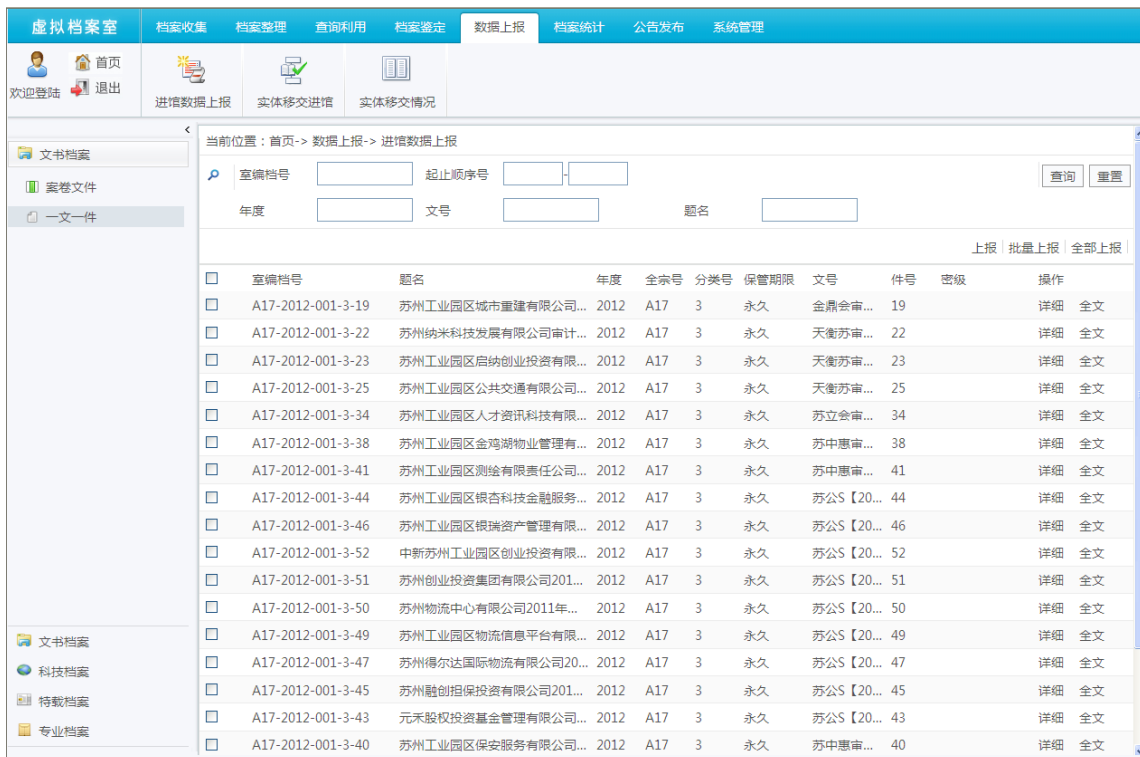 虚拟档案室 档案收集 档案整理 查询利用 档案鉴定 数据上报 档案统计 公告发布 系统管理
首页
欢迎登陆 退出
进馆数据上报 实体移交进馆 实体移交情况
当前位置：首页-> 数据上报-> 进馆数据上报
文书档案
案卷文件
一文一件
室编档号 起止顺序号 - 查询 重置
年度 文号 题名
上报 批量上报 全部上报
室编档号 题名 年度 全宗号 分类号 保管期限 文号 件号 密级 操作
A17-2012-001-3-19 苏州工业园区城市重建有限公司... 2012 A17 3 永久 金鼎会审... 19 详细 全文
A17-2012-001-3-22 苏州纳米科技发展有限公司审计... 2012 A17 3 永久 天衡苏审... 22 详细 全文
A17-2012-001-3-23 苏州工业园区启纳创业投资有限... 2012 A17 3 永久 天衡苏审... 23 详细 全文
A17-2012-001-3-25 苏州工业园区公共交通有限公司... 2012 A17 3 永久 天衡苏审... 25 详细 全文
A17-2012-001-3-34 苏州工业园区人才资讯科技有限... 2012 A17 3 永久 苏立会审... 34 详细 全文
A17-2012-001-3-38 苏州工业园区金鸡湖物业管理有... 2012 A17 3 永久 苏中惠审... 38 详细 全文
A17-2012-001-3-41 苏州工业园区测绘有限责任公司... 2012 A17 3 永久 苏中惠审... 41 详细 全文
A17-2012-001-3-44 苏州工业园区银杏科技金融服务... 2012 A17 3 永久 苏公S【20... 44 详细 全文
A17-2012-001-3-46 苏州工业园区银瑞资产管理有限... 2012 A17 3 永久 苏公S【20... 46 详细 全文
A17-2012-001-3-52 中新苏州工业园区创业投资有限... 2012 A17 3 永久 苏公S【20... 52 详细 全文
A17-2012-001-3-51 苏州创业投资集团有限公司201... 2012 A17 3 永久 苏公S【20... 51 详细 全文
A17-2012-001-3-50 苏州物流中心有限公司2011年... 2012 A17 3 永久 苏公S【20... 50 详细 全文
A17-2012-001-3-49 苏州工业园区物流信息平台有限... 2012 A17 3 永久 苏公S【20... 49 详细 全文
A17-2012-001-3-47 苏州得尔达国际物流有限公司20... 2012 A17 3 永久 苏公S【20... 47 详细 全文
A17-2012-001-3-45 苏州融创担保投资有限公司201... 2012 A17 3 永久 苏公S【20... 45 详细 全文
A17-2012-001-3-43 元禾股权投资基金管理有限公司... 2012 A17 3 永久 苏公S【20... 43 详细 全文
A17-2012-001-3-40 苏州工业园区保安服务有限公司... 2012 A17 3 永久 苏中惠审... 40 详细 全文
文书档案
科技档案
特载档案
专业档案